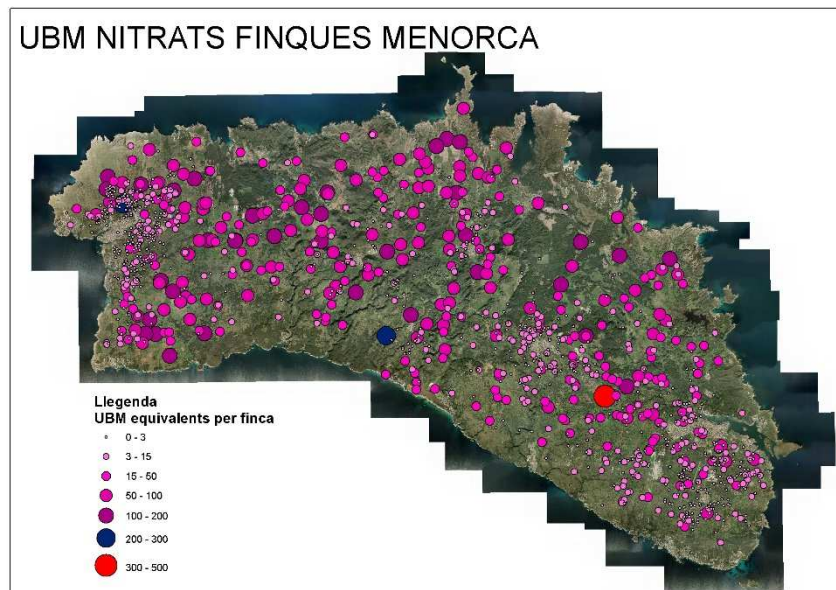 UBM NITRATS FINQUES MENORCA
Llegenda
UBM equivalents per finca
0 - 3
3 - 15
15 - 50
50 - 100
100 - 200
200 - 300
300 - 500